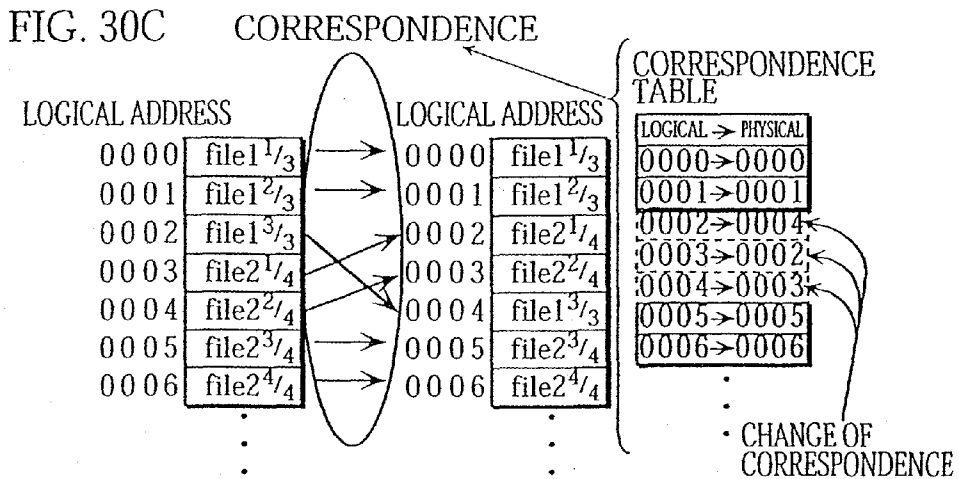 FIG. 30C
CORRESPONDENCE
LOGICAL ADDRESS
0000 file1 1/3
0001 file1 2/3
0002 file1 3/3
0003 file2 1/4
0004 file2 2/4
0005 file2 3/4
0006 file2 4/4
LOGICAL ADDRESS
0000 file1 1/3
0001 file1 2/3
0002 file2 1/4
0003 file2 2/4
0004 file1 3/3
0005 file2 3/4
0006 file2 4/4
CORRESPONDENCE
TABLE
LOGICAL → PHYSICAL
0000→0000
0001→0001
0002→0004
0003→0002
0004→0003
0005→0005
0006→0006
CHANGE OF
CORRESPONDENCE